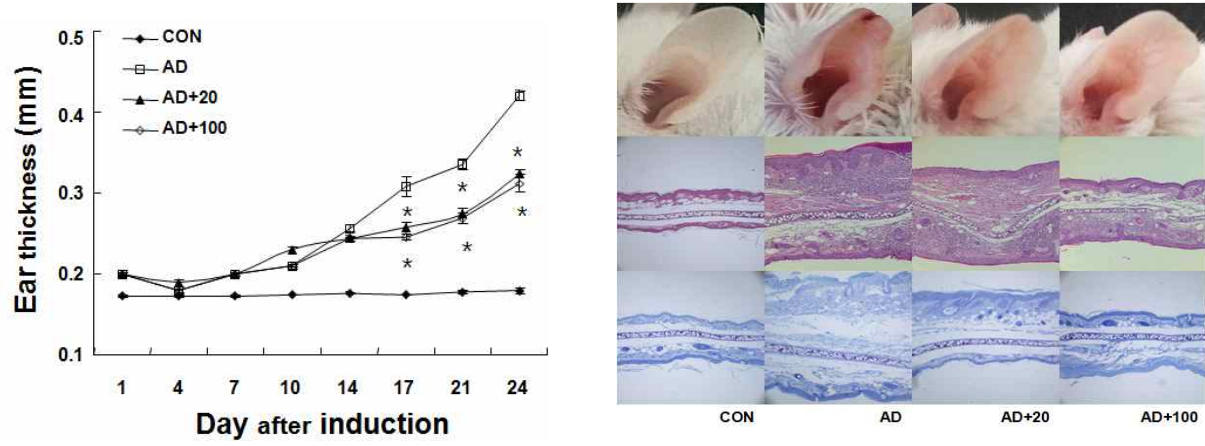 Ear thickness (mm)
0.5
0.4
0.3
0.2
0.1
CON
AD
AD+20
AD+100
*
*
*
*
*
*
1
4
7
10
14
17
21
24
Day after induction
CON
AD
AD+20
AD+100